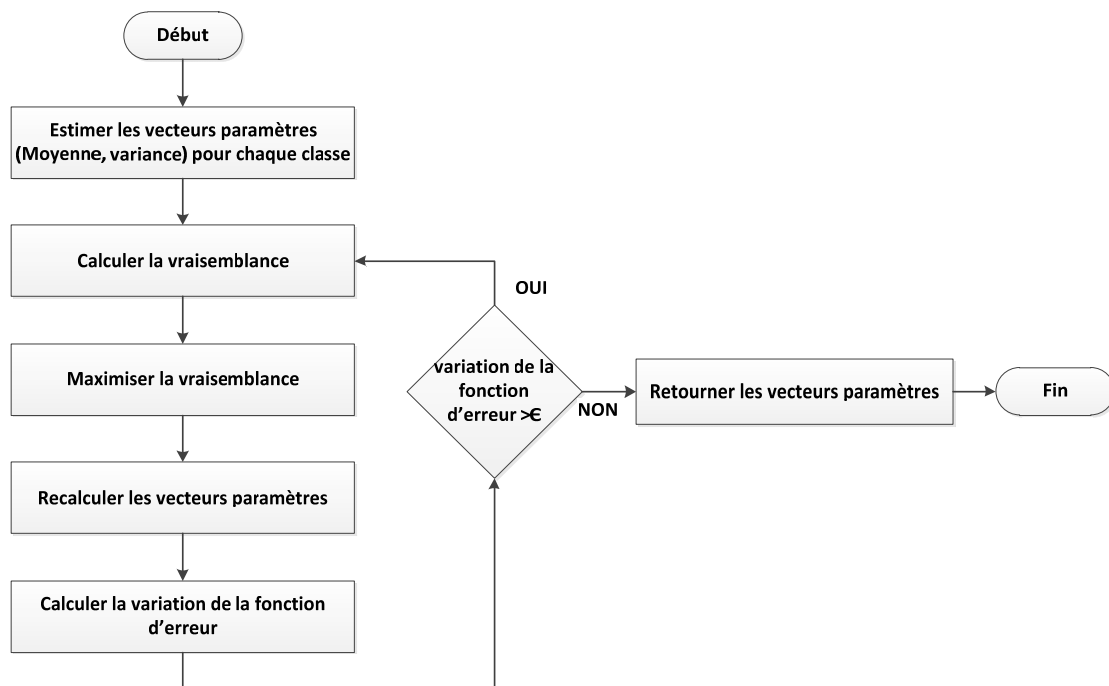 Début
Estimer les vecteurs paramètres
(Moyenne, variance) pour chaque classe
Calculer la vraisemblance
Maximiser la vraisemblance
Recalculer les vecteurs paramètres
Calculer la variation de la fonction
d'erreur
OUI
variation de la
fonction
d'erreur >€
NON
Retourner les vecteurs paramètres
Fin